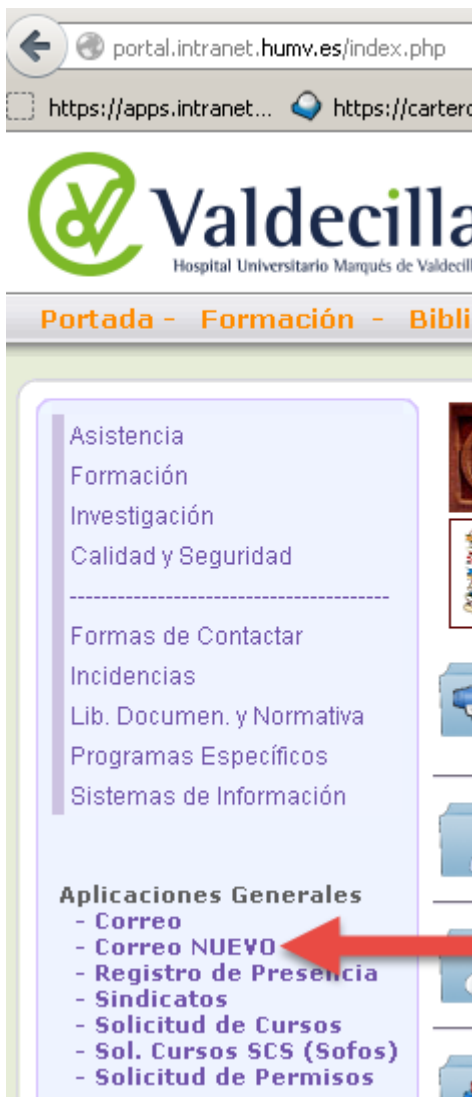 portal.intranet.humv.es/index.php
https://apps.intranet... https://cartero
Valdecilla
Hospital Universitario Marqués de Valdecill
Portada - Formación - Bibli
Asistencia
Formación
Investigación
Calidad y Seguridad
----------------------------------------
Formas de Contactar
Incidencias
Lib. Documen. y Normativa
Programas Específicos
Sistemas de Información
Aplicaciones Generales
- Correo
- Correo NUEVO
- Registro de Presencia
- Sindicatos
- Solicitud de Cursos
- Sol. Cursos SCS (Sofos)
- Solicitud de Permisos